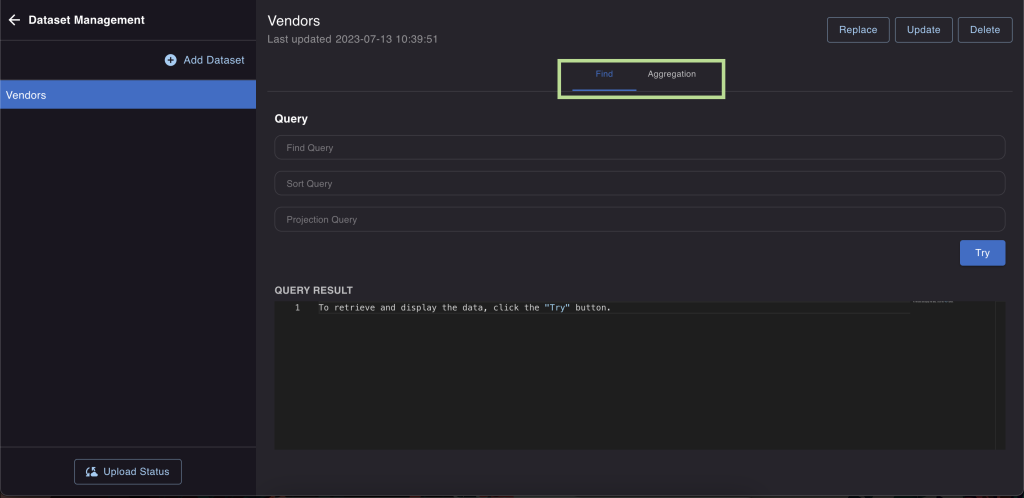 Dataset Management
Add Dataset
Vendors
Upload Status
Vendors
Last updated 2023-07-13 10:39:51
Replace
Update
Delete
Find
Aggregation
Query
Find Query
Sort Query
Projection Query
Try
QUERY RESULT
1 To retrieve and display the data, click the "Try" button.